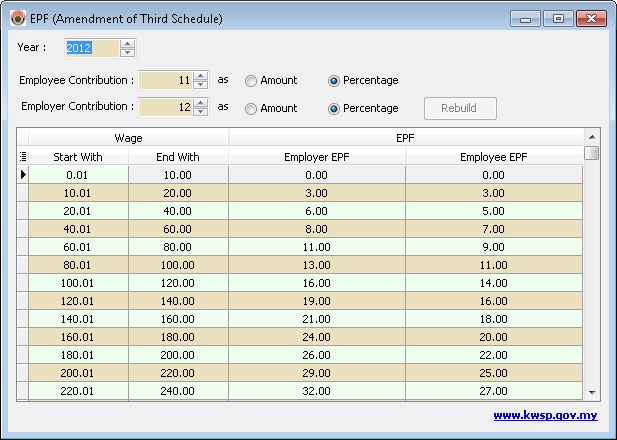 EPF (Amendment of Third Schedule)
Year : 2012
Employee Contribution : 11 as Amount Percentage
Employer Contribution : 12 as Amount Percentage Rebuild
Wage EPF
Start With End With Employer EPF Employee EPF
0.01 10.00 0.00 0.00
10.01 20.00 3.00 3.00
20.01 40.00 6.00 5.00
40.01 60.00 8.00 7.00
60.01 80.00 11.00 9.00
80.01 100.00 13.00 11.00
100.01 120.00 16.00 14.00
120.01 140.00 19.00 16.00
140.01 160.00 21.00 18.00
160.01 180.00 24.00 20.00
180.01 200.00 26.00 22.00
200.01 220.00 29.00 25.00
220.01 240.00 32.00 27.00
www.kwsp.gov.my